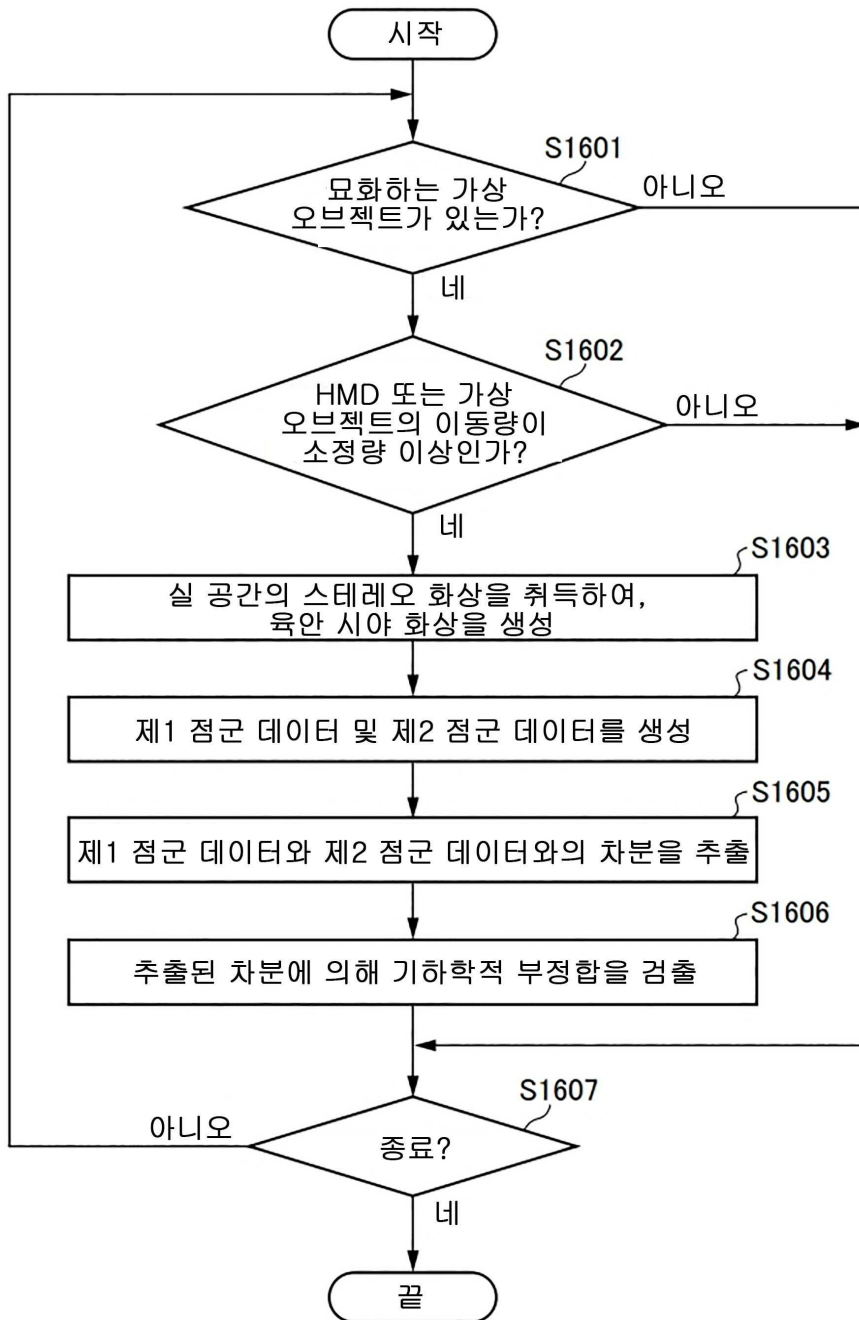 시작
S1601
묘화하는 가상
오브젝트가 있는가?
아니오
네
S1602
HMD 또는 가상
오브젝트의 이동량이
소정량 이상인가?
아니오
네
S1603
실 공간의 스테레오 화상을 취득하여,
육안 시야 화상을 생성
S1604
제1 점군 데이터 및 제2 점군 데이터를 생성
S1605
제1 점군 데이터와 제2 점군 데이터와의 차분을 추출
S1606
추출된 차분에 의해 기하학적 부정합을 검출
S1607
종료?
아니오
네
끝